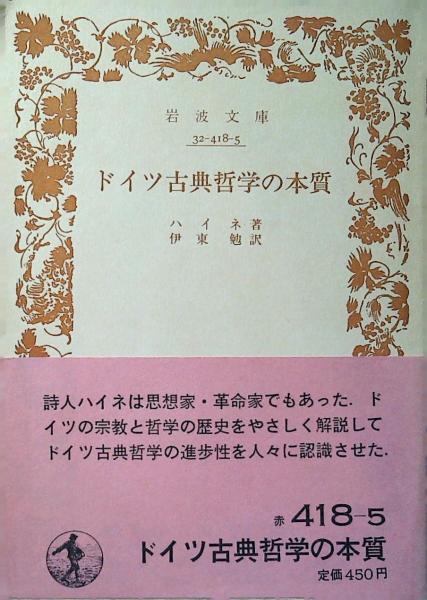 岩波文庫
32-418-5
ドイツ古典哲学の本質
ハイネ著
伊東勉訳
詩人ハイネは思想家・革命家でもあった．ド
イツの宗教と哲学の歴史をやさしく解説して
ドイツ古典哲学の進歩性を人々に認識させた．
赤 418-5
ドイツ古典哲学の本質
定価450円